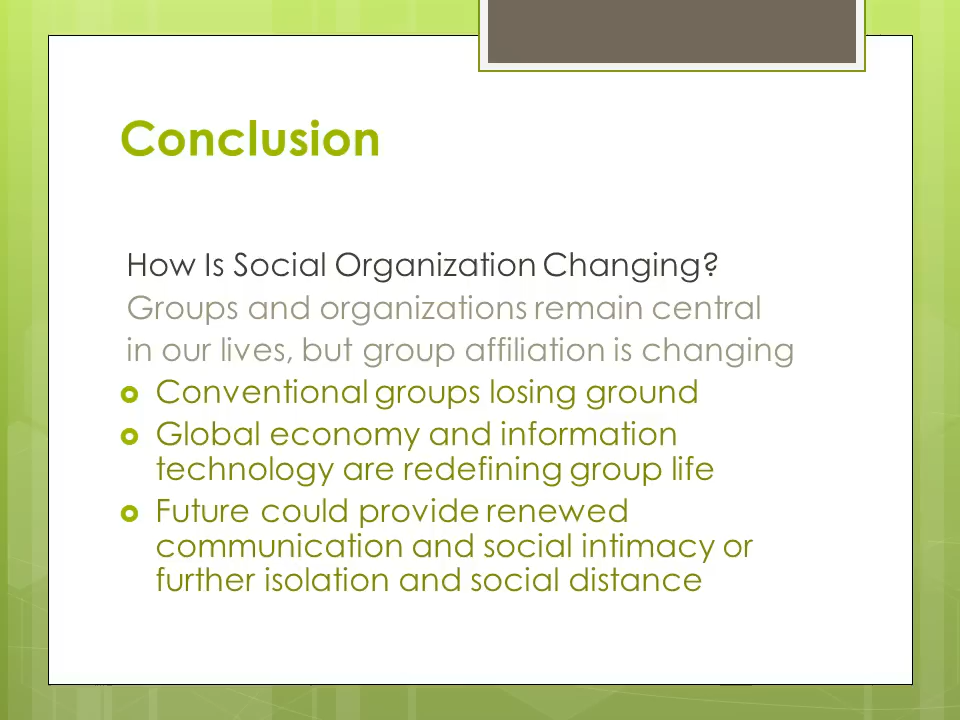 Conclusion
How Is Social Organization Changing?
Groups and organizations remain central
in our lives, but group affiliation is changing
Conventional groups losing ground
Global economy and information
technology are redefining group life
Future could provide renewed
communication and social intimacy or
further isolation and social distance